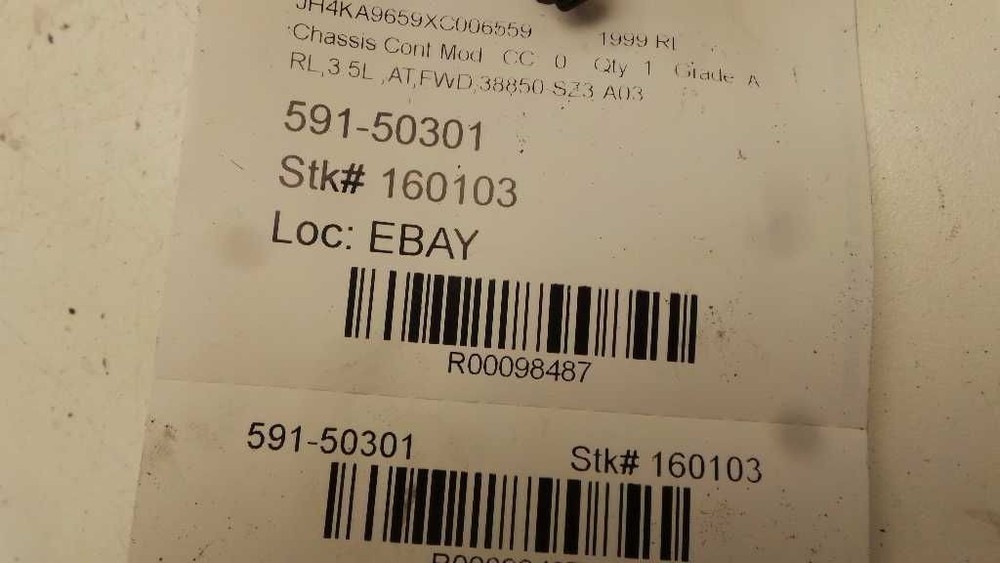 JH4KA9659XC006559 1999 RL
Chassis Cont Mod CC 0 Qty 1 Grade A
RL,3.5L ,AT,FWD,38850-SZ3 A03
591-50301
Stk# 160103
Loc: EBAY
R00098487
591-50301 Stk# 160103